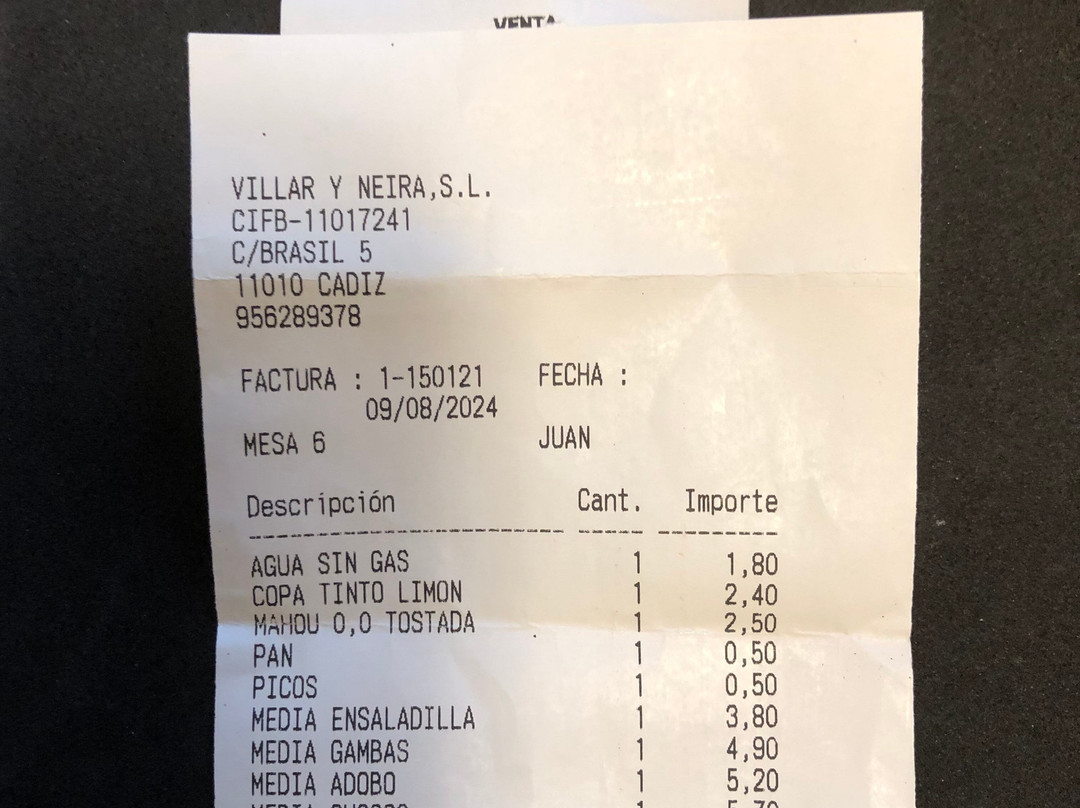 VENTA
VILLAR Y NEIRA,S.L.
CIFB-11017241
C/BRASIL 5
11010 CADIZ
956289378
FACTURA : 1-150121 FECHA :
09/08/2024
MESA 6 JUAN
Descripción Cant. Importe
AGUA SIN GAS 1 1,80
COPA TINTO LIMON 1 2,40
MAHOU 0,0 TOSTADA 1 2,50
PAN 1 0,50
PICOS 1 0,50
MEDIA ENSALADILLA 1 3,80
MEDIA GAMBAS 1 4,90
MEDIA ADOBO 1 5,20
MEDIA